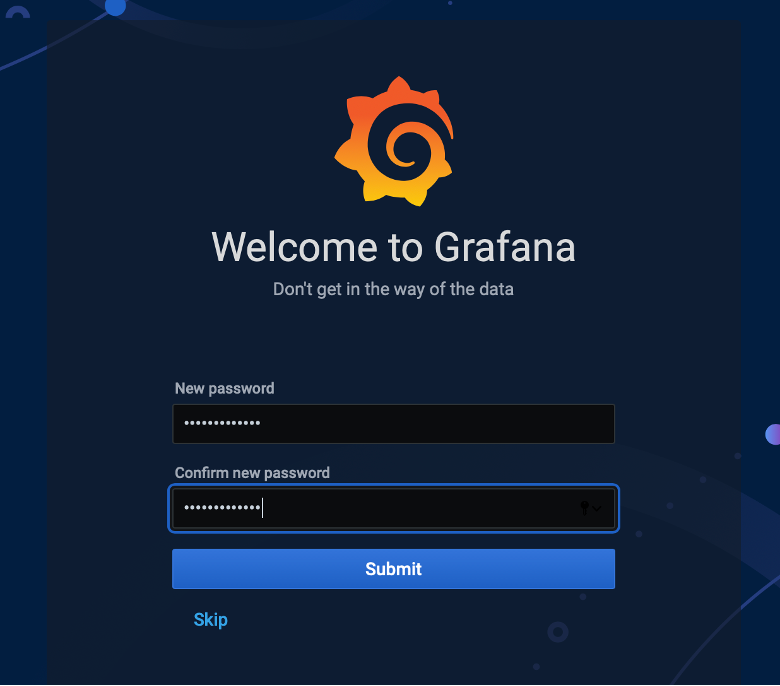 Welcome to Grafana
Don't get in the way of the data
New password
•••••••••••••
Confirm new password
•••••••••••••
Submit
Skip